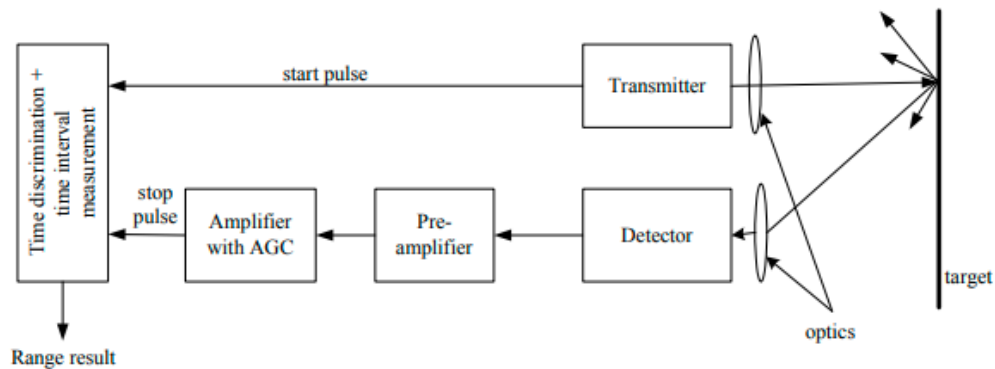 Time discrimination +
time interval
measurement
start pulse
Transmitter
stop
pulse
Amplifier
with AGC
Pre-
amplifier
Detector
target
optics
Range result